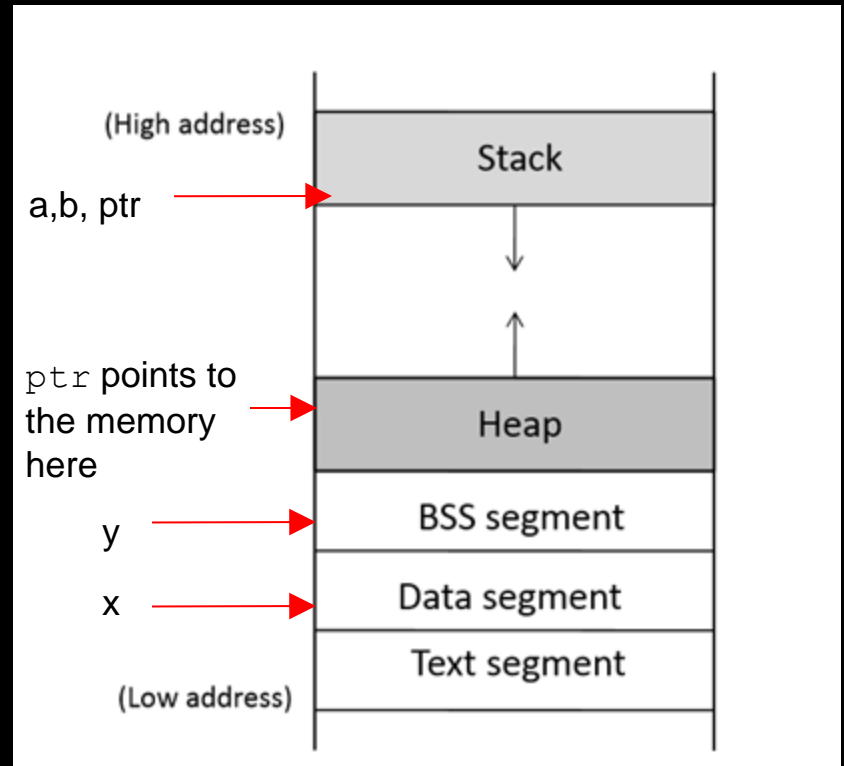 (High address)
Stack
a,b, ptr
ptr points to
the memory
here
Heap
y
BSS segment
x
Data segment
Text segment
(Low address)